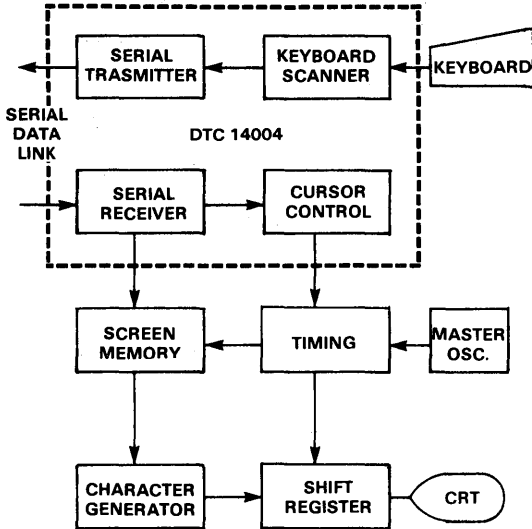 SERIAL
TRASMITTER
KEYBOARD
SCANNER
KEYBOARD
SERIAL
DATA
LINK
DTC 14004
SERIAL
RECEIVER
CURSOR
CONTROL
SCREEN
MEMORY
TIMING
MASTER
OSC.
CHARACTER
GENERATOR
SHIFT
REGISTER
CRT